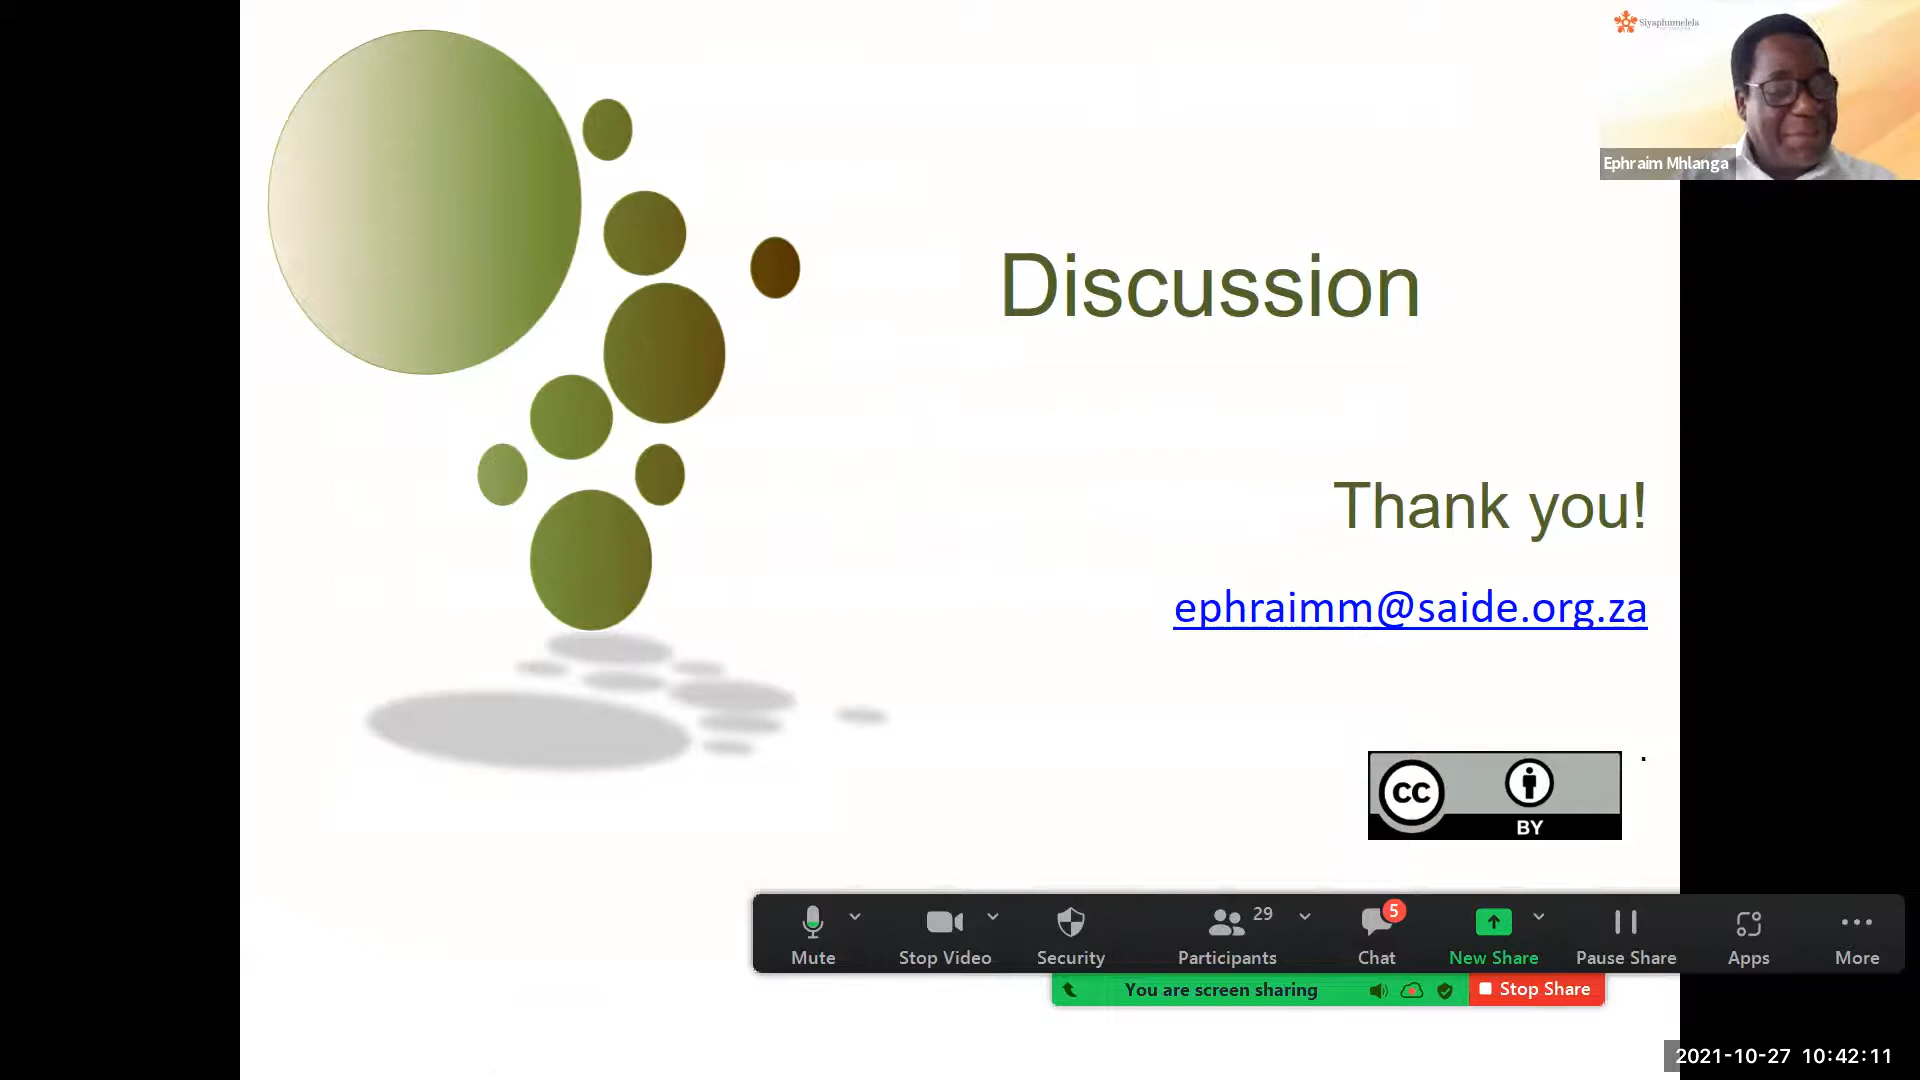 Siyaphumelela
Ephraim Mhlanga
Discussion
Thank you!
ephraimm@saide.org.za
.
CC
BY
29
5
Mute
Stop Video
Security
Participants
Chat
New Share
Pause Share
Apps
More
You are screen sharing
Stop Share
2021-10-27 10:42:11